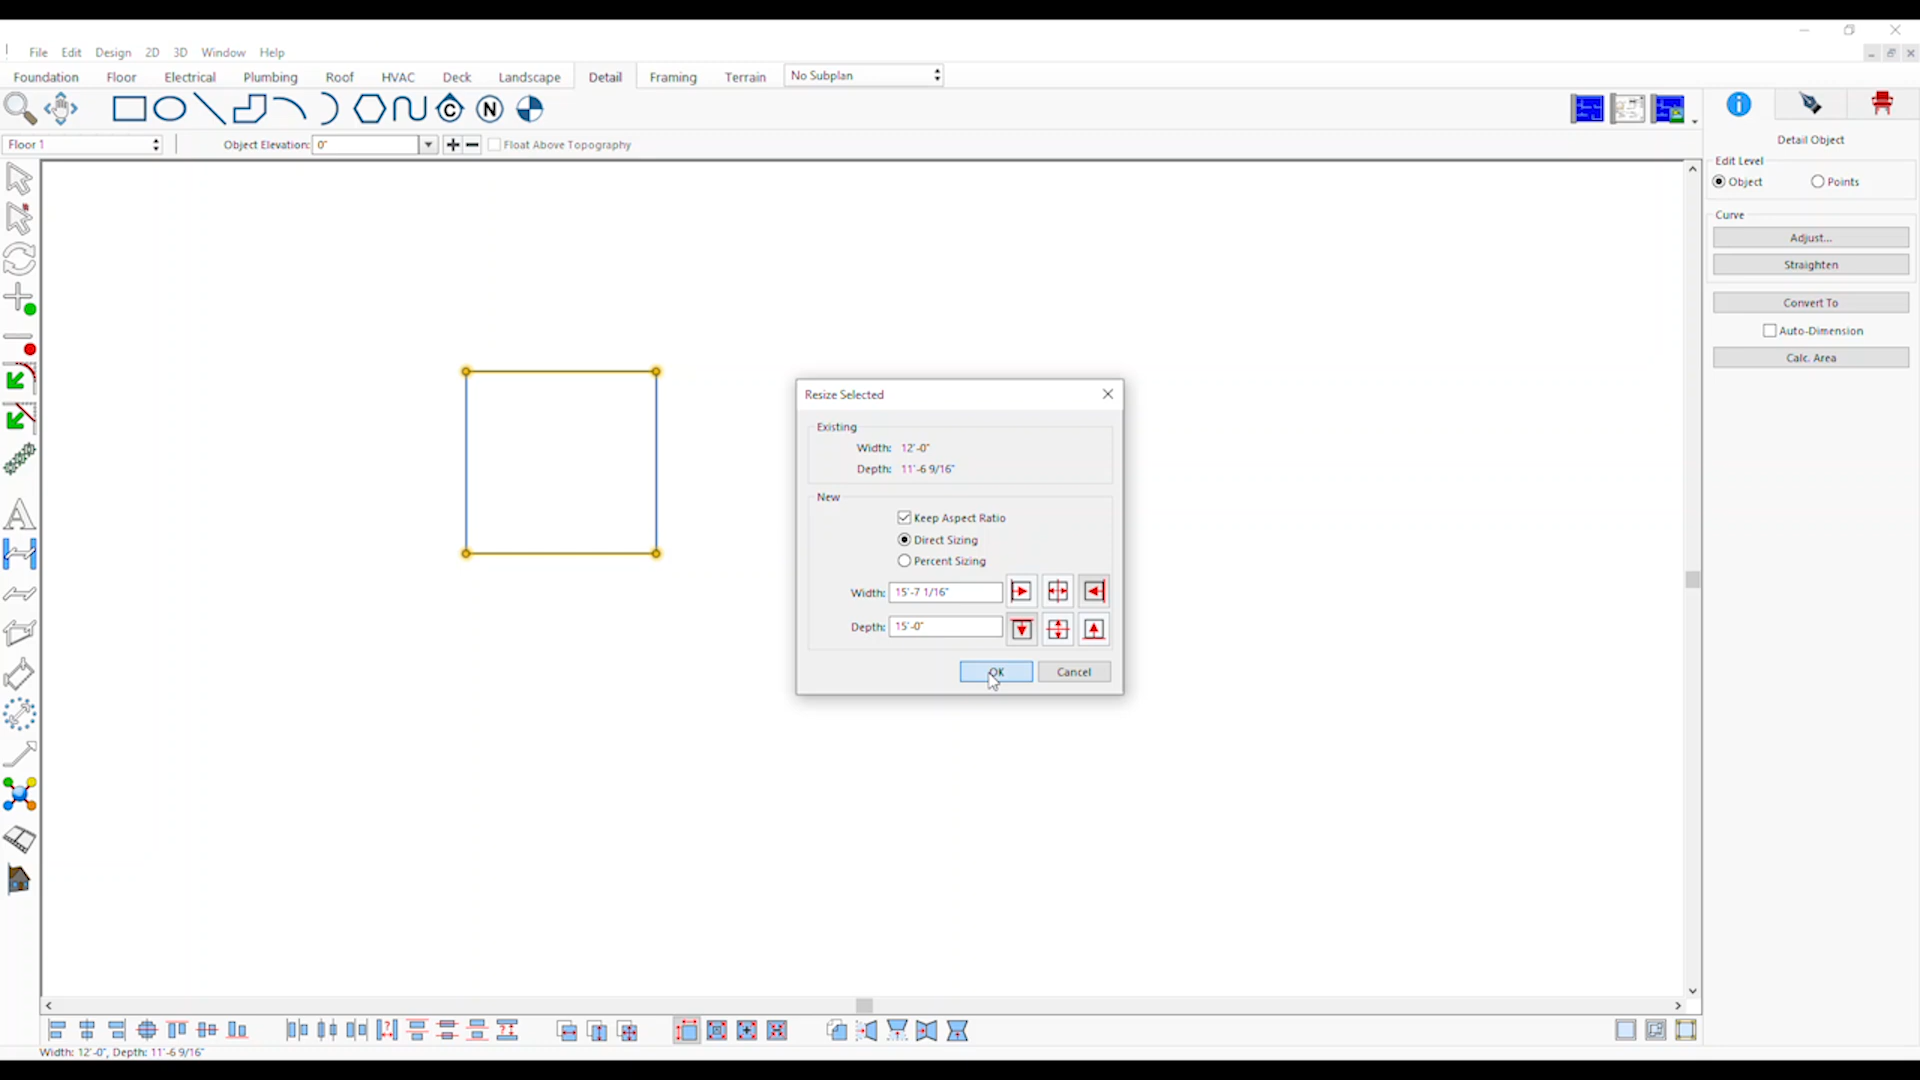 File Edit Design 2D 3D Window Help
Foundation Floor Electrical Plumbing Roof HVAC Deck Landscape Detail Framing Terrain No Subplan
C N
Floor 1 Object Elevation: 0" Float Above Topography
Detail Object
Edit Level
Object Points
Curve
Adjust...
Straighten
Convert To
Auto-Dimension
Calc. Area
Resize Selected
Existing
Width: 12'-0"
Depth: 11'-6 9/16"
New
Keep Aspect Ratio
Direct Sizing
Percent Sizing
Width: 15'-7 1/16"
Depth: 15'-0"
OK Cancel
A
Width: 12'-0", Depth: 11'-6 9/16"